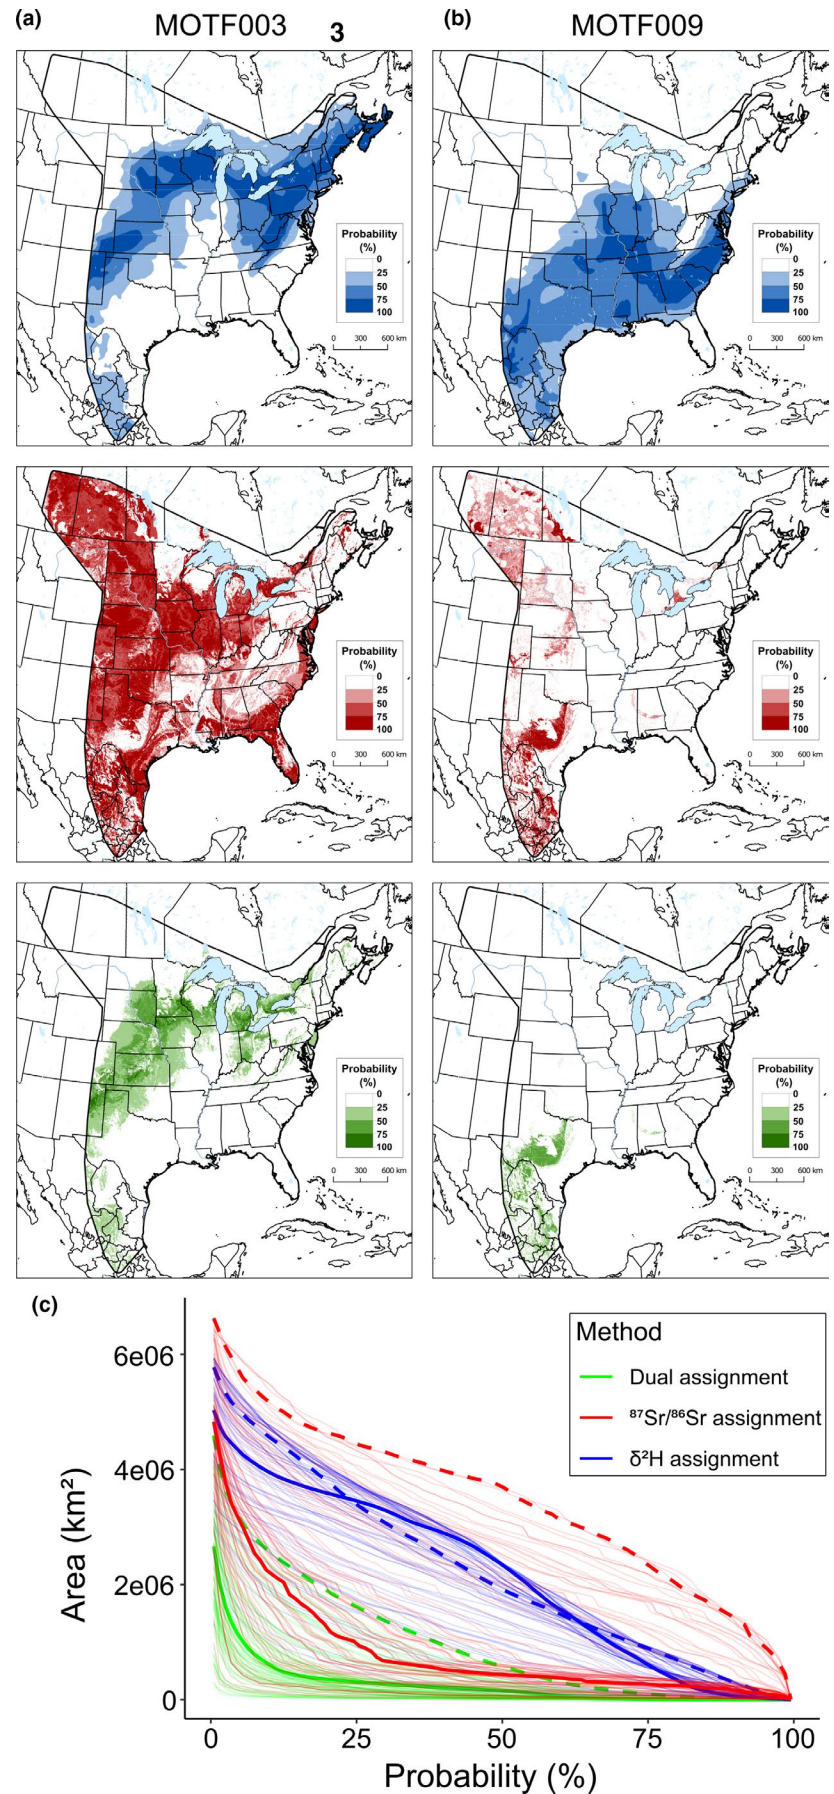 (a) MOTF003 3
(b) MOTF009
Probability
(%)
0
25
50
75
100
0 300 600 km
Probability
(%)
0
25
50
75
100
0 300 600 km
Probability
(%)
0
25
50
75
100
0 300 600 km
Probability
(%)
0
25
50
75
100
0 300 600 km
Probability
(%)
0
25
50
75
100
0 300 600 km
Probability
(%)
0
25
50
75
100
0 300 600 km
(c)
Method
Dual assignment
⁸⁷Sr/⁸⁶Sr assignment
δ²H assignment
Area (km²)
6e06
4e06
2e06
0
0 25 50 75 100
Probability (%)